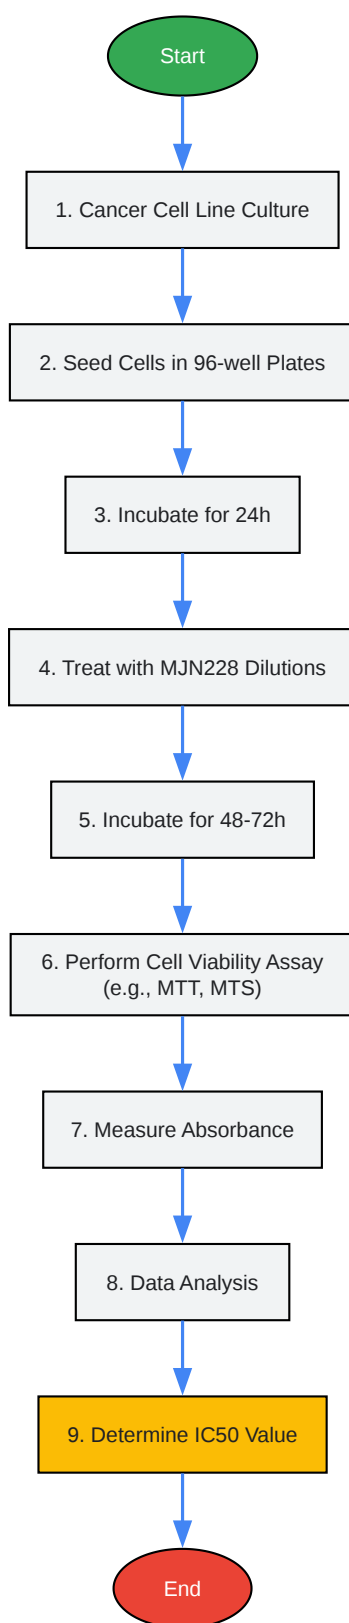 Start
1. Cancer Cell Line Culture
2. Seed Cells in 96-well Plates
3. Incubate for 24h
4. Treat with MJN228 Dilutions
5. Incubate for 48-72h
6. Perform Cell Viability Assay
(e.g., MTT, MTS)
7. Measure Absorbance
8. Data Analysis
9. Determine IC50 Value
End